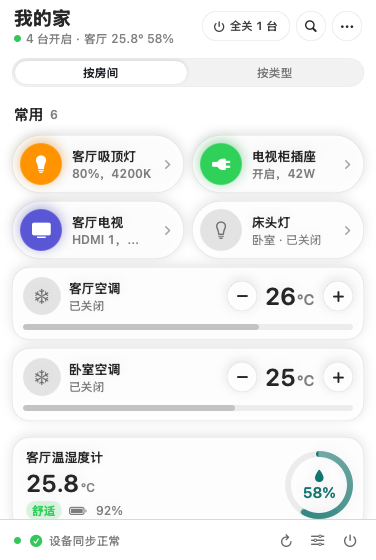 我的家
4 台开启 · 客厅 25.8° 58%
全关 1 台
按房间
按类型
常用 6
客厅吸顶灯
80%，4200K
电视柜插座
开启，42W
客厅电视
HDMI 1，...
床头灯
卧室 · 已关闭
客厅空调
已关闭
26°C
卧室空调
已关闭
25°C
客厅温湿度计
25.8°C
舒适 92%
58%
设备同步正常